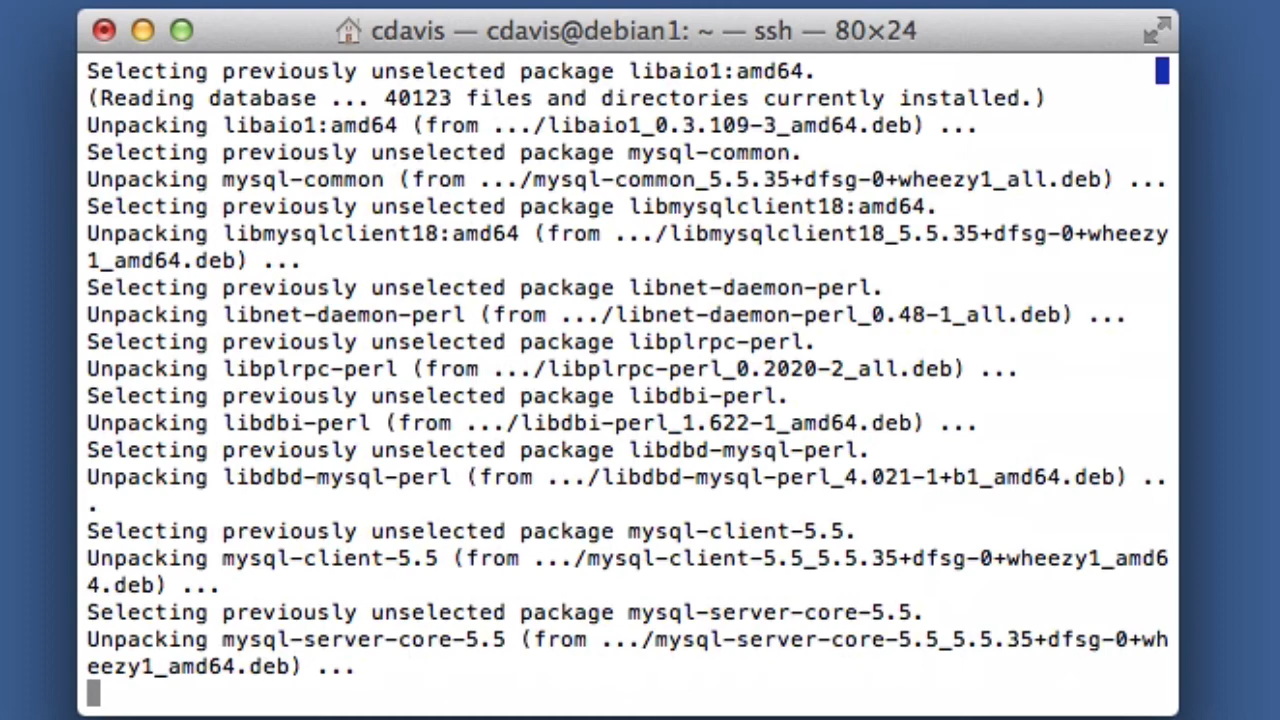 cdavis — cdavis@debian1: ~ — ssh — 80×24
Selecting previously unselected package libaio1:amd64.
(Reading database ... 40123 files and directories currently installed.)
Unpacking libaio1:amd64 (from .../libaio1_0.3.109-3_amd64.deb) ...
Selecting previously unselected package mysql-common.
Unpacking mysql-common (from .../mysql-common_5.5.35+dfsg-0+wheezy1_all.deb) ...
Selecting previously unselected package libmysqlclient18:amd64.
Unpacking libmysqlclient18:amd64 (from .../libmysqlclient18_5.5.35+dfsg-0+wheezy
1_amd64.deb) ...
Selecting previously unselected package libnet-daemon-perl.
Unpacking libnet-daemon-perl (from .../libnet-daemon-perl_0.48-1_all.deb) ...
Selecting previously unselected package libplrpc-perl.
Unpacking libplrpc-perl (from .../libplrpc-perl_0.2020-2_all.deb) ...
Selecting previously unselected package libdbi-perl.
Unpacking libdbi-perl (from .../libdbi-perl_1.622-1_amd64.deb) ...
Selecting previously unselected package libdbd-mysql-perl.
Unpacking libdbd-mysql-perl (from .../libdbd-mysql-perl_4.021-1+b1_amd64.deb) ..
.
Selecting previously unselected package mysql-client-5.5.
Unpacking mysql-client-5.5 (from .../mysql-client-5.5_5.5.35+dfsg-0+wheezy1_amd6
4.deb) ...
Selecting previously unselected package mysql-server-core-5.5.
Unpacking mysql-server-core-5.5 (from .../mysql-server-core-5.5_5.5.35+dfsg-0+wh
eezy1_amd64.deb) ...